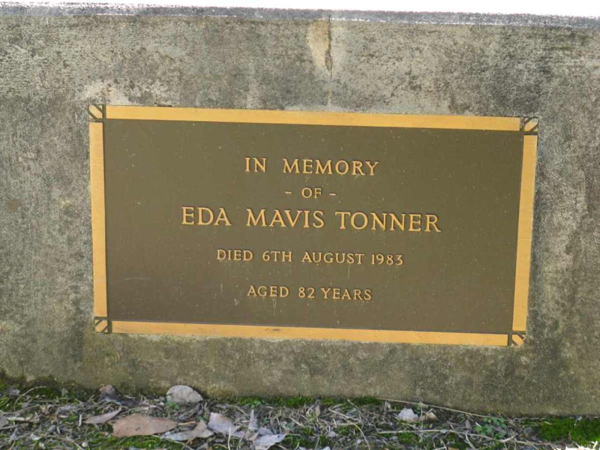 IN MEMORY
- OF -
EDA MAVIS TONNER
DIED 6TH AUGUST 1983
AGED 82 YEARS